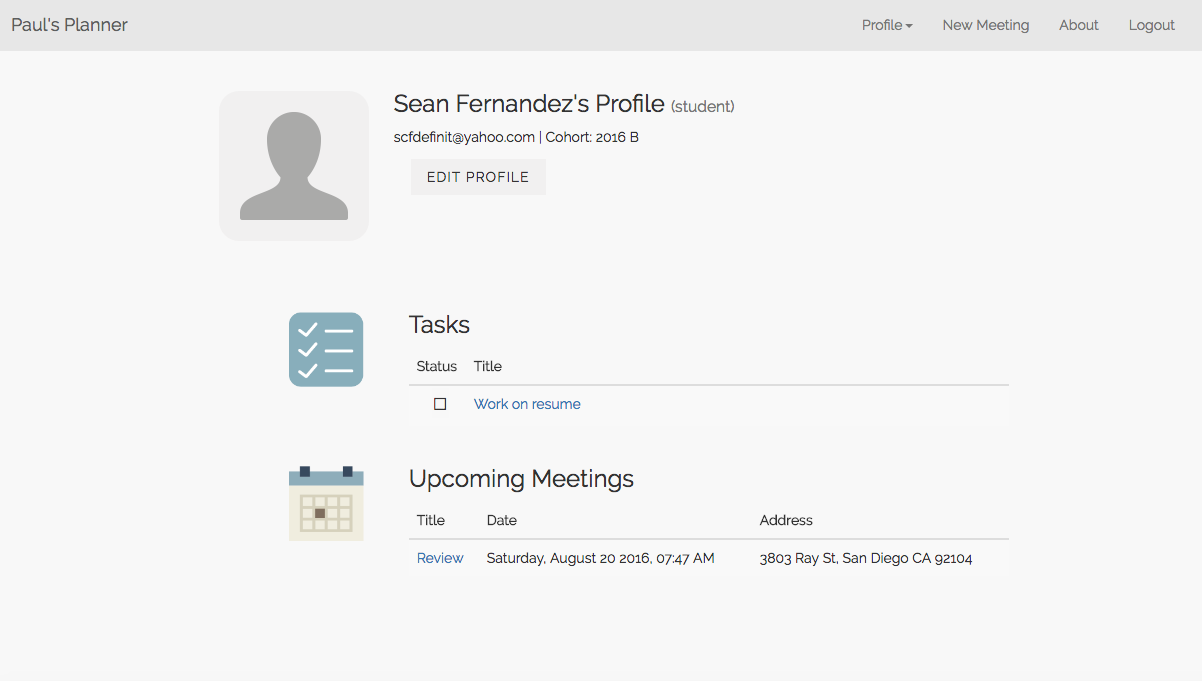 Paul's Planner Profile New Meeting About Logout
Sean Fernandez's Profile (student)
scfdefinit@yahoo.com | Cohort: 2016 B
EDIT PROFILE
Tasks
Status Title
Work on resume
Upcoming Meetings
Title Date Address
Review Saturday, August 20 2016, 07:47 AM 3803 Ray St, San Diego CA 92104